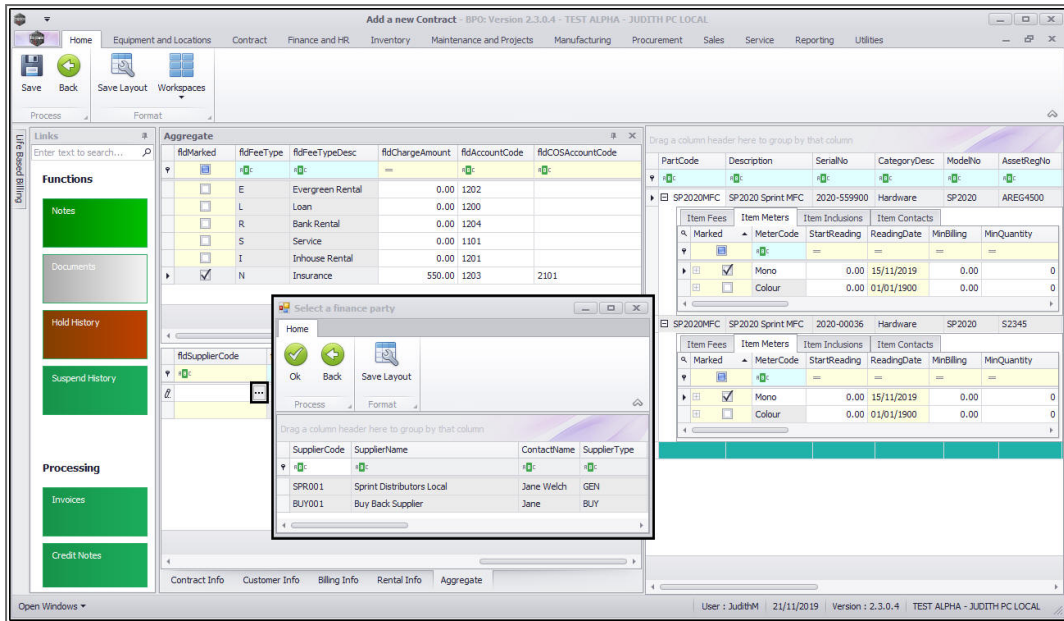 Add a new Contract - BPO: Version 2.3.0.4 - TEST ALPHA - JUDITH PC LOCAL
Home Equipment and Locations Contract Finance and HR Inventory Maintenance and Projects Manufacturing Procurement Sales Service Reporting Utilities
Save Back Save Layout Workspaces
Process Format
Life Based Billing
Links
Enter text to search...
Functions
Notes
Documents
Hold History
Suspend History
Processing
Invoices
Credit Notes
Aggregate
fldMarked fldFeeType fldFeeTypeDesc fldChargeAmount fldAccountCode fldCOSAccountCode
=
E Evergreen Rental 0.00 1202
L Loan 0.00 1200
R Bank Rental 0.00 1204
S Service 0.00 1101
I Inhouse Rental 0.00 1201
N Insurance 550.00 1203 2101
fldSupplierCode
...
Select a finance party
Home
Ok Back Save Layout
Process Format
Drag a column header here to group by that column
SupplierCode SupplierName ContactName SupplierType
SPR001 Sprint Distributors Local Jane Welch GEN
BUY001 Buy Back Supplier Jane BUY
Contract Info Customer Info Billing Info Rental Info Aggregate
Drag a column header here to group by that column
PartCode Description SerialNo CategoryDesc ModelNo AssetRegNo
SP2020MFC SP2020 Sprint MFC 2020-559900 Hardware SP2020 AREG4500
Item Fees Item Meters Item Inclusions Item Contacts
Marked MeterCode StartReading ReadingDate MinBilling MinQuantity
= = = =
Mono 0.00 15/11/2019 0.00 0
Colour 0.00 01/01/1900 0.00 0
SP2020MFC SP2020 Sprint MFC 2020-00036 Hardware SP2020 S2345
Item Fees Item Meters Item Inclusions Item Contacts
Marked MeterCode StartReading ReadingDate MinBilling MinQuantity
= = = =
Mono 0.00 15/11/2019 0.00 0
Colour 0.00 01/01/1900 0.00 0
Open Windows User : JudithM 21/11/2019 Version : 2.3.0.4 TEST ALPHA - JUDITH PC LOCAL